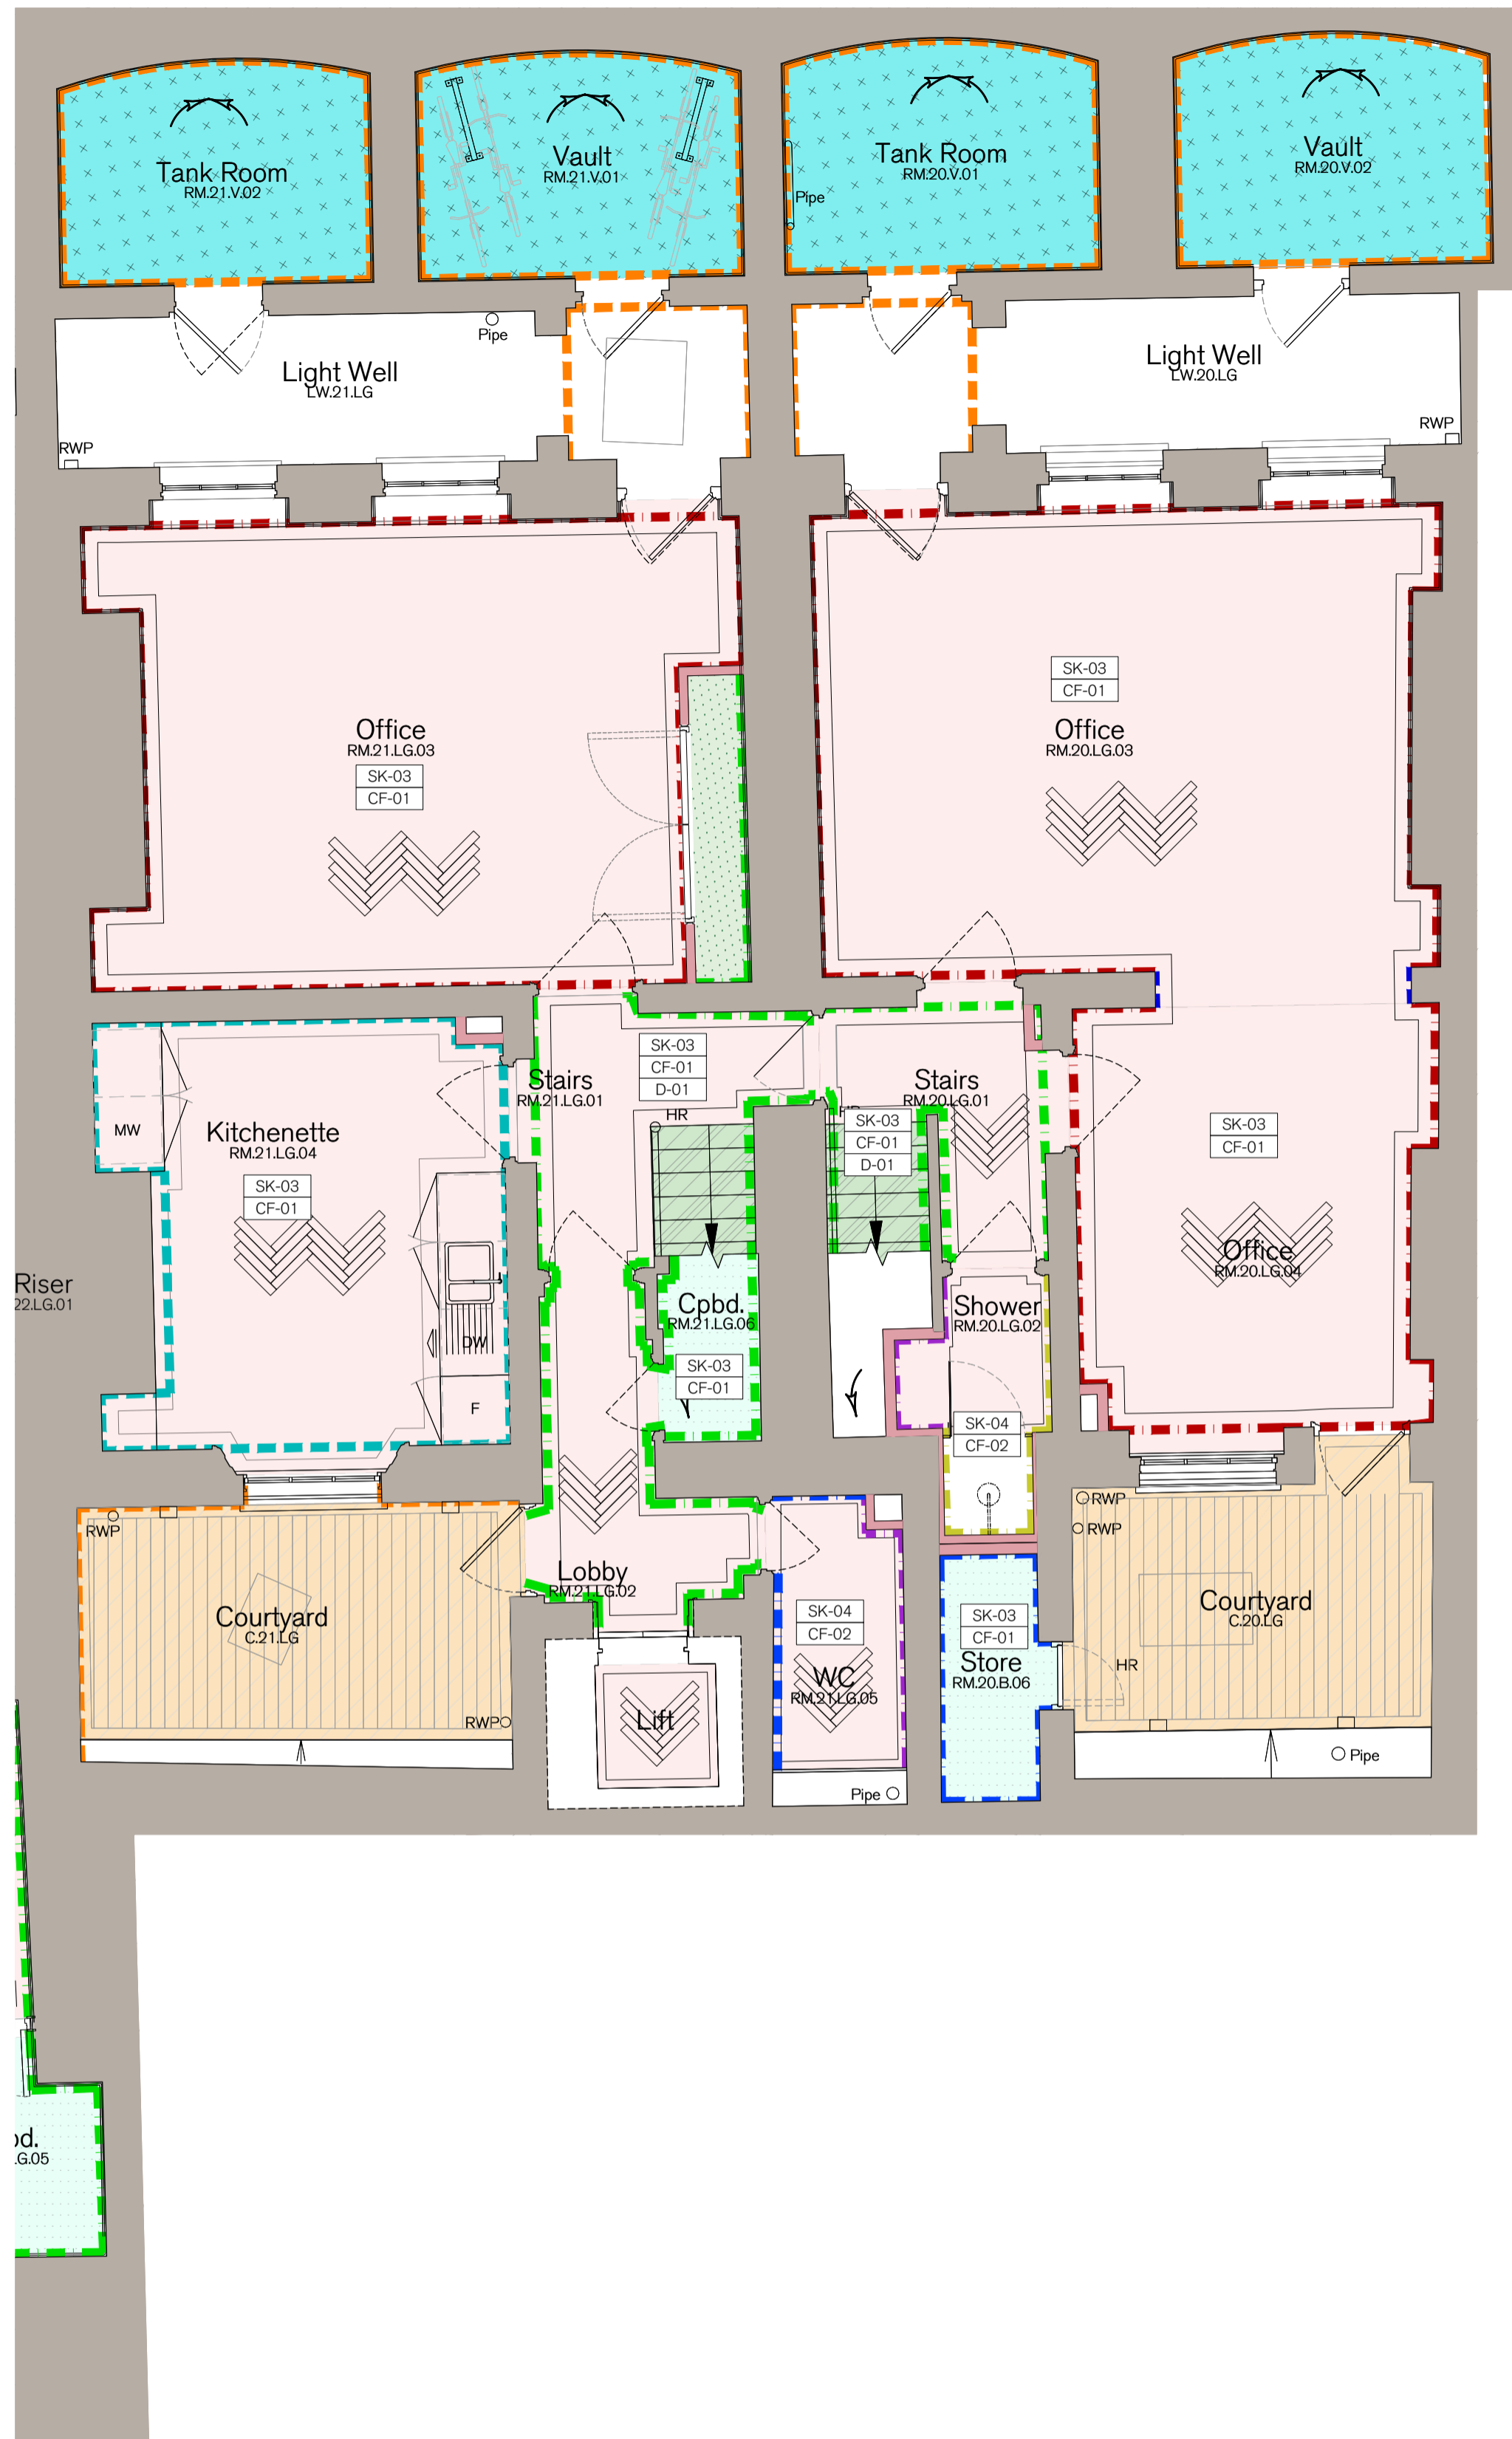 Tank Room
RM.21.V.02
Vault
RM.21.V.01
Tank Room
RM.20.V.01
Pipe
Vault
RM.20.V.02
Pipe
Light Well
LW.21.LG
RWP
Light Well
LW.20.LG
RWP
Office
RM.21.LG.03
SK-03
CF-01
SK-03
CF-01
Office
RM.20.LG.03
SK-03
CF-01
D-01
Stairs
RM.21.LG.01
HR
Stairs
RM.20.LG.01
SK-03
CF-01
D-01
MW
Kitchenette
RM.21.LG.04
SK-03
CF-01
SK-03
CF-01
Office
RM.20.LG.04
Riser
22.LG.01
DW
F
Cpbd.
RM.21.LG.06
SK-03
CF-01
Shower
RM.20.LG.02
SK-04
CF-02
RWP
RWP
RWP
Courtyard
C.21.LG
RWP
Lobby
RM.21.LG.02
Lift
SK-04
CF-02
WC
RM.21.LG.05
Pipe
SK-03
CF-01
Store
RM.20.B.06
Courtyard
C.20.LG
HR
Pipe
d.
.G.05